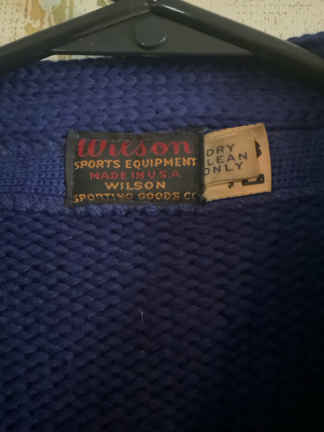 Wilson
SPORTS EQUIPMENT
MADE IN U.S.A
WILSON
SPORTING GOODS CO
DRY
CLEAN
ONLY